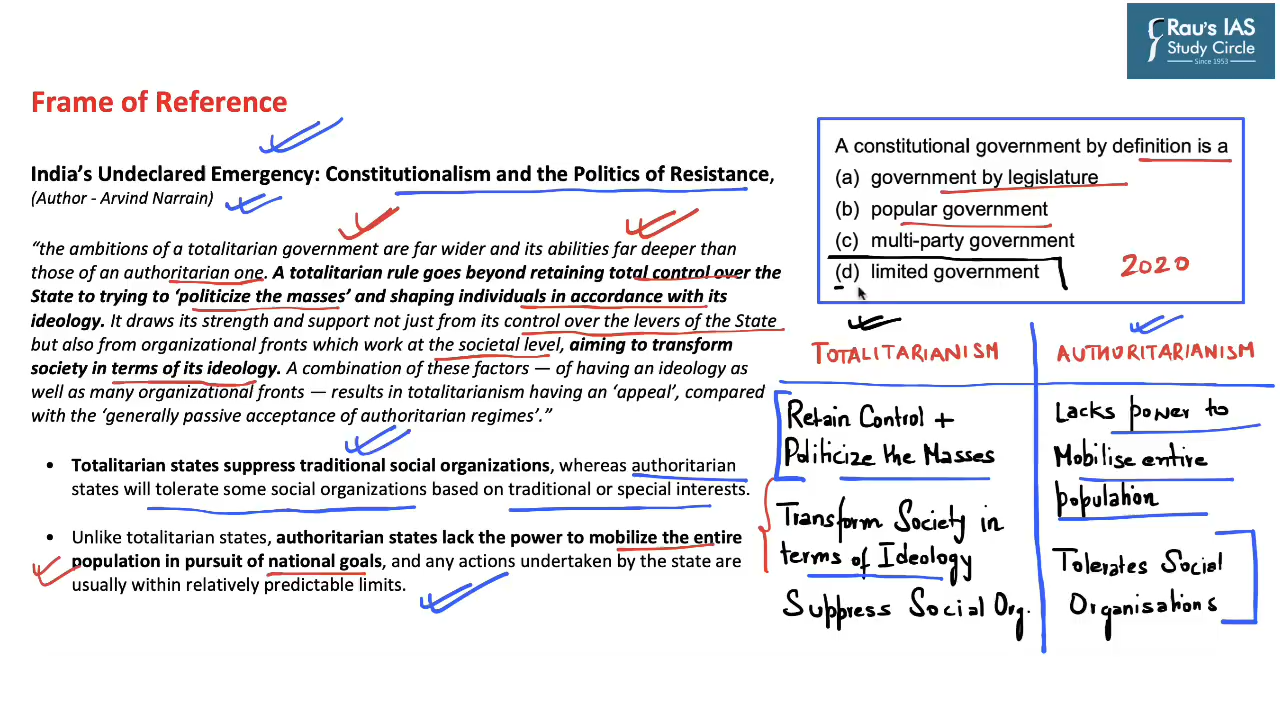 Rau's IAS
Study Circle
Since 1953
Frame of Reference
India's Undeclared Emergency: Constitutionalism and the Politics of Resistance,
(Author - Arvind Narrain)
“the ambitions of a totalitarian government are far wider and its abilities far deeper than
those of an authoritarian one. A totalitarian rule goes beyond retaining total control over the
State to trying to ‘politicize the masses’ and shaping individuals in accordance with its
ideology. It draws its strength and support not just from its control over the levers of the State
but also from organizational fronts which work at the societal level, aiming to transform
society in terms of its ideology. A combination of these factors — of having an ideology as
well as many organizational fronts — results in totalitarianism having an ‘appeal’, compared
with the ‘generally passive acceptance of authoritarian regimes’.”
• Totalitarian states suppress traditional social organizations, whereas authoritarian
states will tolerate some social organizations based on traditional or special interests.
• Unlike totalitarian states, authoritarian states lack the power to mobilize the entire
population in pursuit of national goals, and any actions undertaken by the state are
usually within relatively predictable limits.
A constitutional government by definition is a
(a) government by legislature
(b) popular government
(c) multi-party government
(d) limited government
2020
TOTALITARIANISM
Retain Control +
Politicize the Masses
Transform Society in
terms of Ideology
Suppress Social Org.
AUTHORITARIANISM
Lacks power to
Mobilise entire
population
Tolerates Social
Organisations